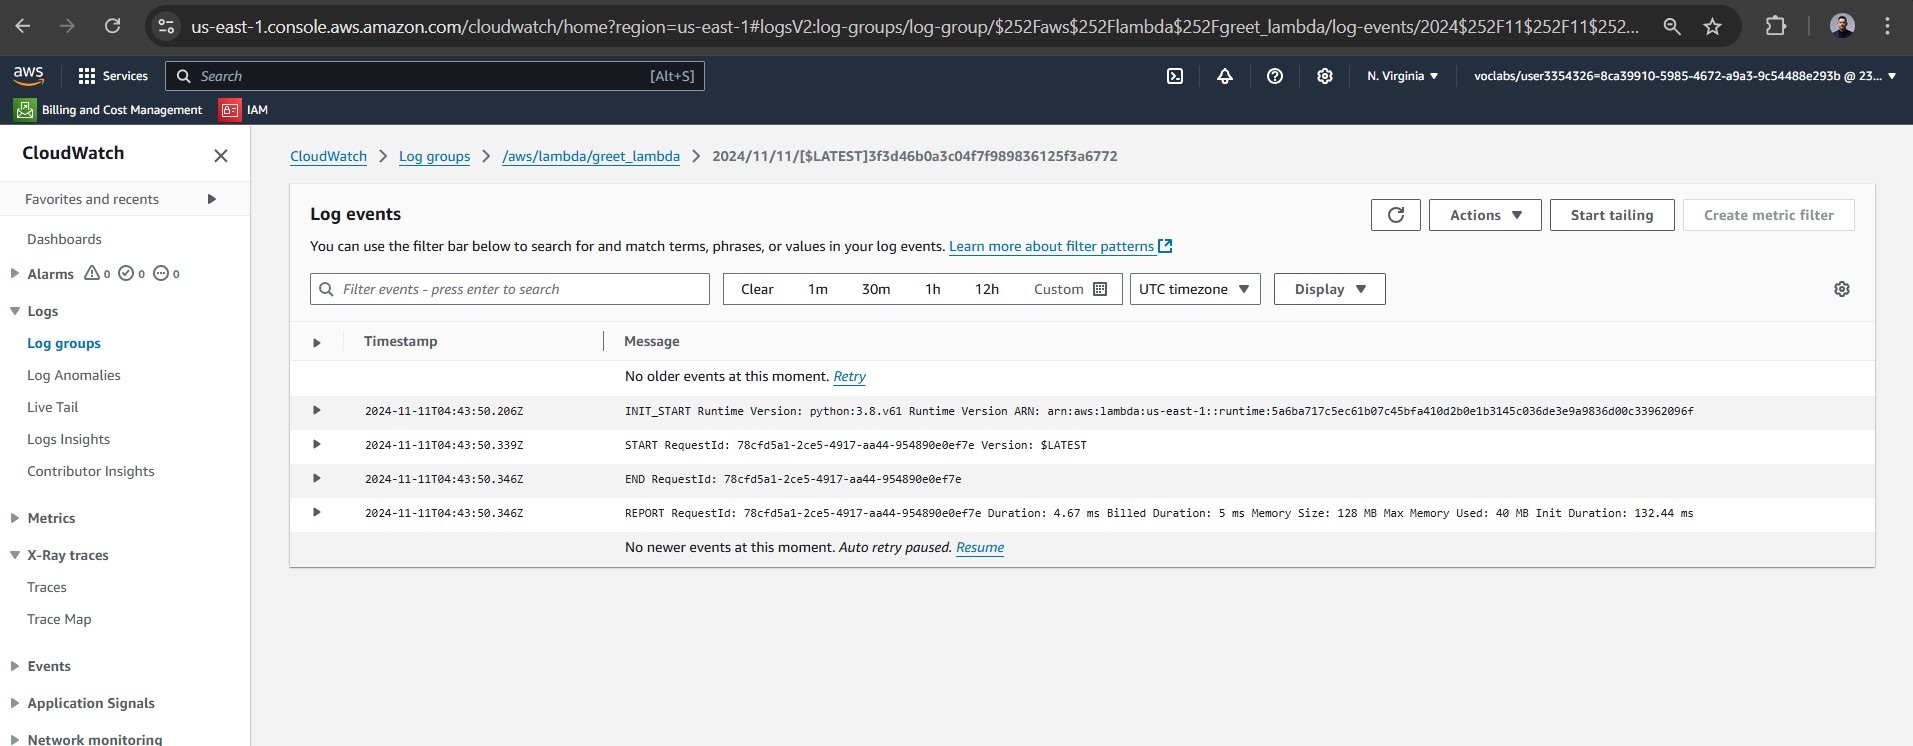 us-east-1.console.aws.amazon.com/cloudwatch/home?region=us-east-1#logsV2:log-groups/log-group/$252Faws$252Flambda$252Fgreet_lambda/log-events/2024$252F11$252F11$252...
aws Services Search [Alt+S] N. Virginia voclabs/user3354326=8ca39910-5985-4672-a9a3-9c54488e293b @ 23...
Billing and Cost Management IAM
CloudWatch
Favorites and recents
Dashboards
Alarms 0 0 0
Logs
Log groups
Log Anomalies
Live Tail
Logs Insights
Contributor Insights
Metrics
X-Ray traces
Traces
Trace Map
Events
Application Signals
Network monitoring
CloudWatch > Log groups > /aws/lambda/greet_lambda > 2024/11/11/[$LATEST]3f3d46b0a3c04f7f989836125f3a6772
Log events
Actions Start tailing Create metric filter
You can use the filter bar below to search for and match terms, phrases, or values in your log events. Learn more about filter patterns
Filter events - press enter to search Clear 1m 30m 1h 12h Custom UTC timezone Display
Timestamp Message
No older events at this moment. Retry
2024-11-11T04:43:50.206Z INIT_START Runtime Version: python:3.8.v61 Runtime Version ARN: arn:aws:lambda:us-east-1::runtime:5a6ba717c5ec61b07c45bfa410d2b0e1b3145c036de3e9a9836d00c33962096f
2024-11-11T04:43:50.339Z START RequestId: 78cfd5a1-2ce5-4917-aa44-954890e0ef7e Version: $LATEST
2024-11-11T04:43:50.346Z END RequestId: 78cfd5a1-2ce5-4917-aa44-954890e0ef7e
2024-11-11T04:43:50.346Z REPORT RequestId: 78cfd5a1-2ce5-4917-aa44-954890e0ef7e Duration: 4.67 ms Billed Duration: 5 ms Memory Size: 128 MB Max Memory Used: 40 MB Init Duration: 132.44 ms
No newer events at this moment. Auto retry paused. Resume